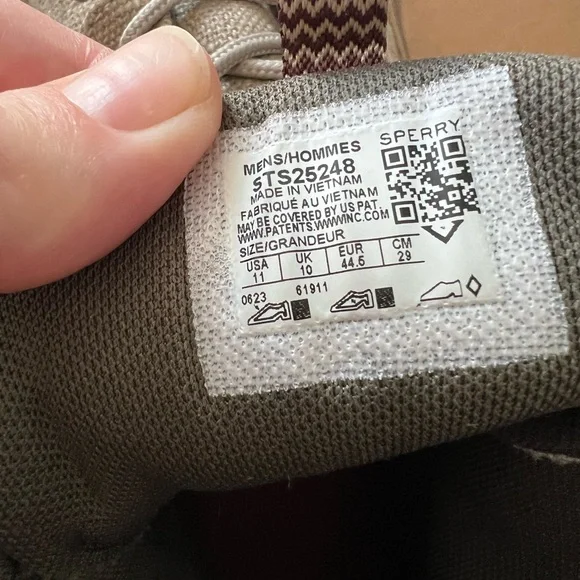 SPERRY
MENS/HOMMES
STS25248
MADE IN VIETNAM
FABRIQUÉ AU VIETNAM
MAY BE COVERED BY US PAT.
WWW.PATENTS.WWWINC.COM
SIZE/GRANDEUR
USA UK EUR CM
11 10 44.5 29
0623 61911